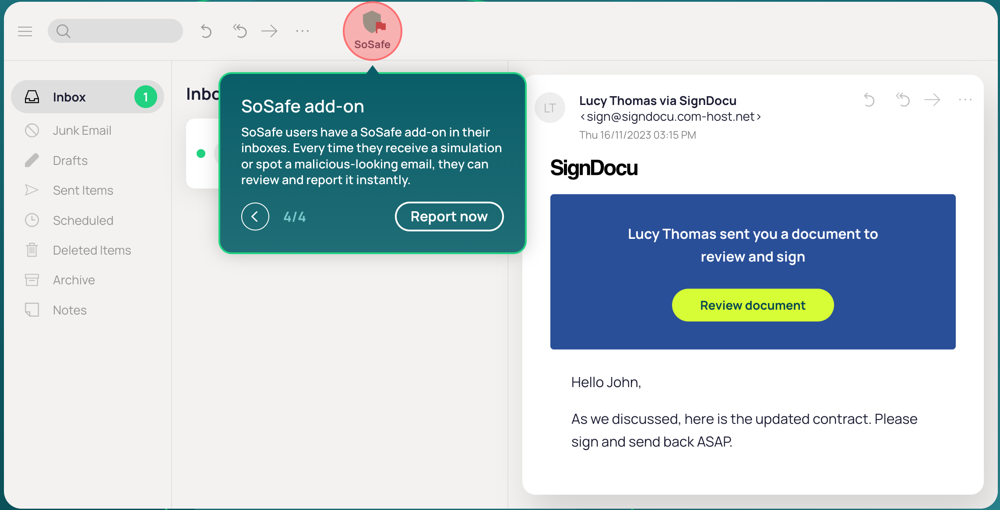 SoSafe
Inbox
1
Junk Email
Drafts
Sent Items
Scheduled
Deleted Items
Archive
Notes
SoSafe add-on
SoSafe users have a SoSafe add-on in their
inboxes. Every time they receive a simulation
or spot a malicious-looking email, they can
review and report it instantly.
4/4
Report now
LT
Lucy Thomas via SignDocu
<sign@signdocu.com-host.net>
Thu 16/11/2023 03:15 PM
SignDocu
Lucy Thomas sent you a document to
review and sign
Review document
Hello John,
As we discussed, here is the updated contract. Please
sign and send back ASAP.